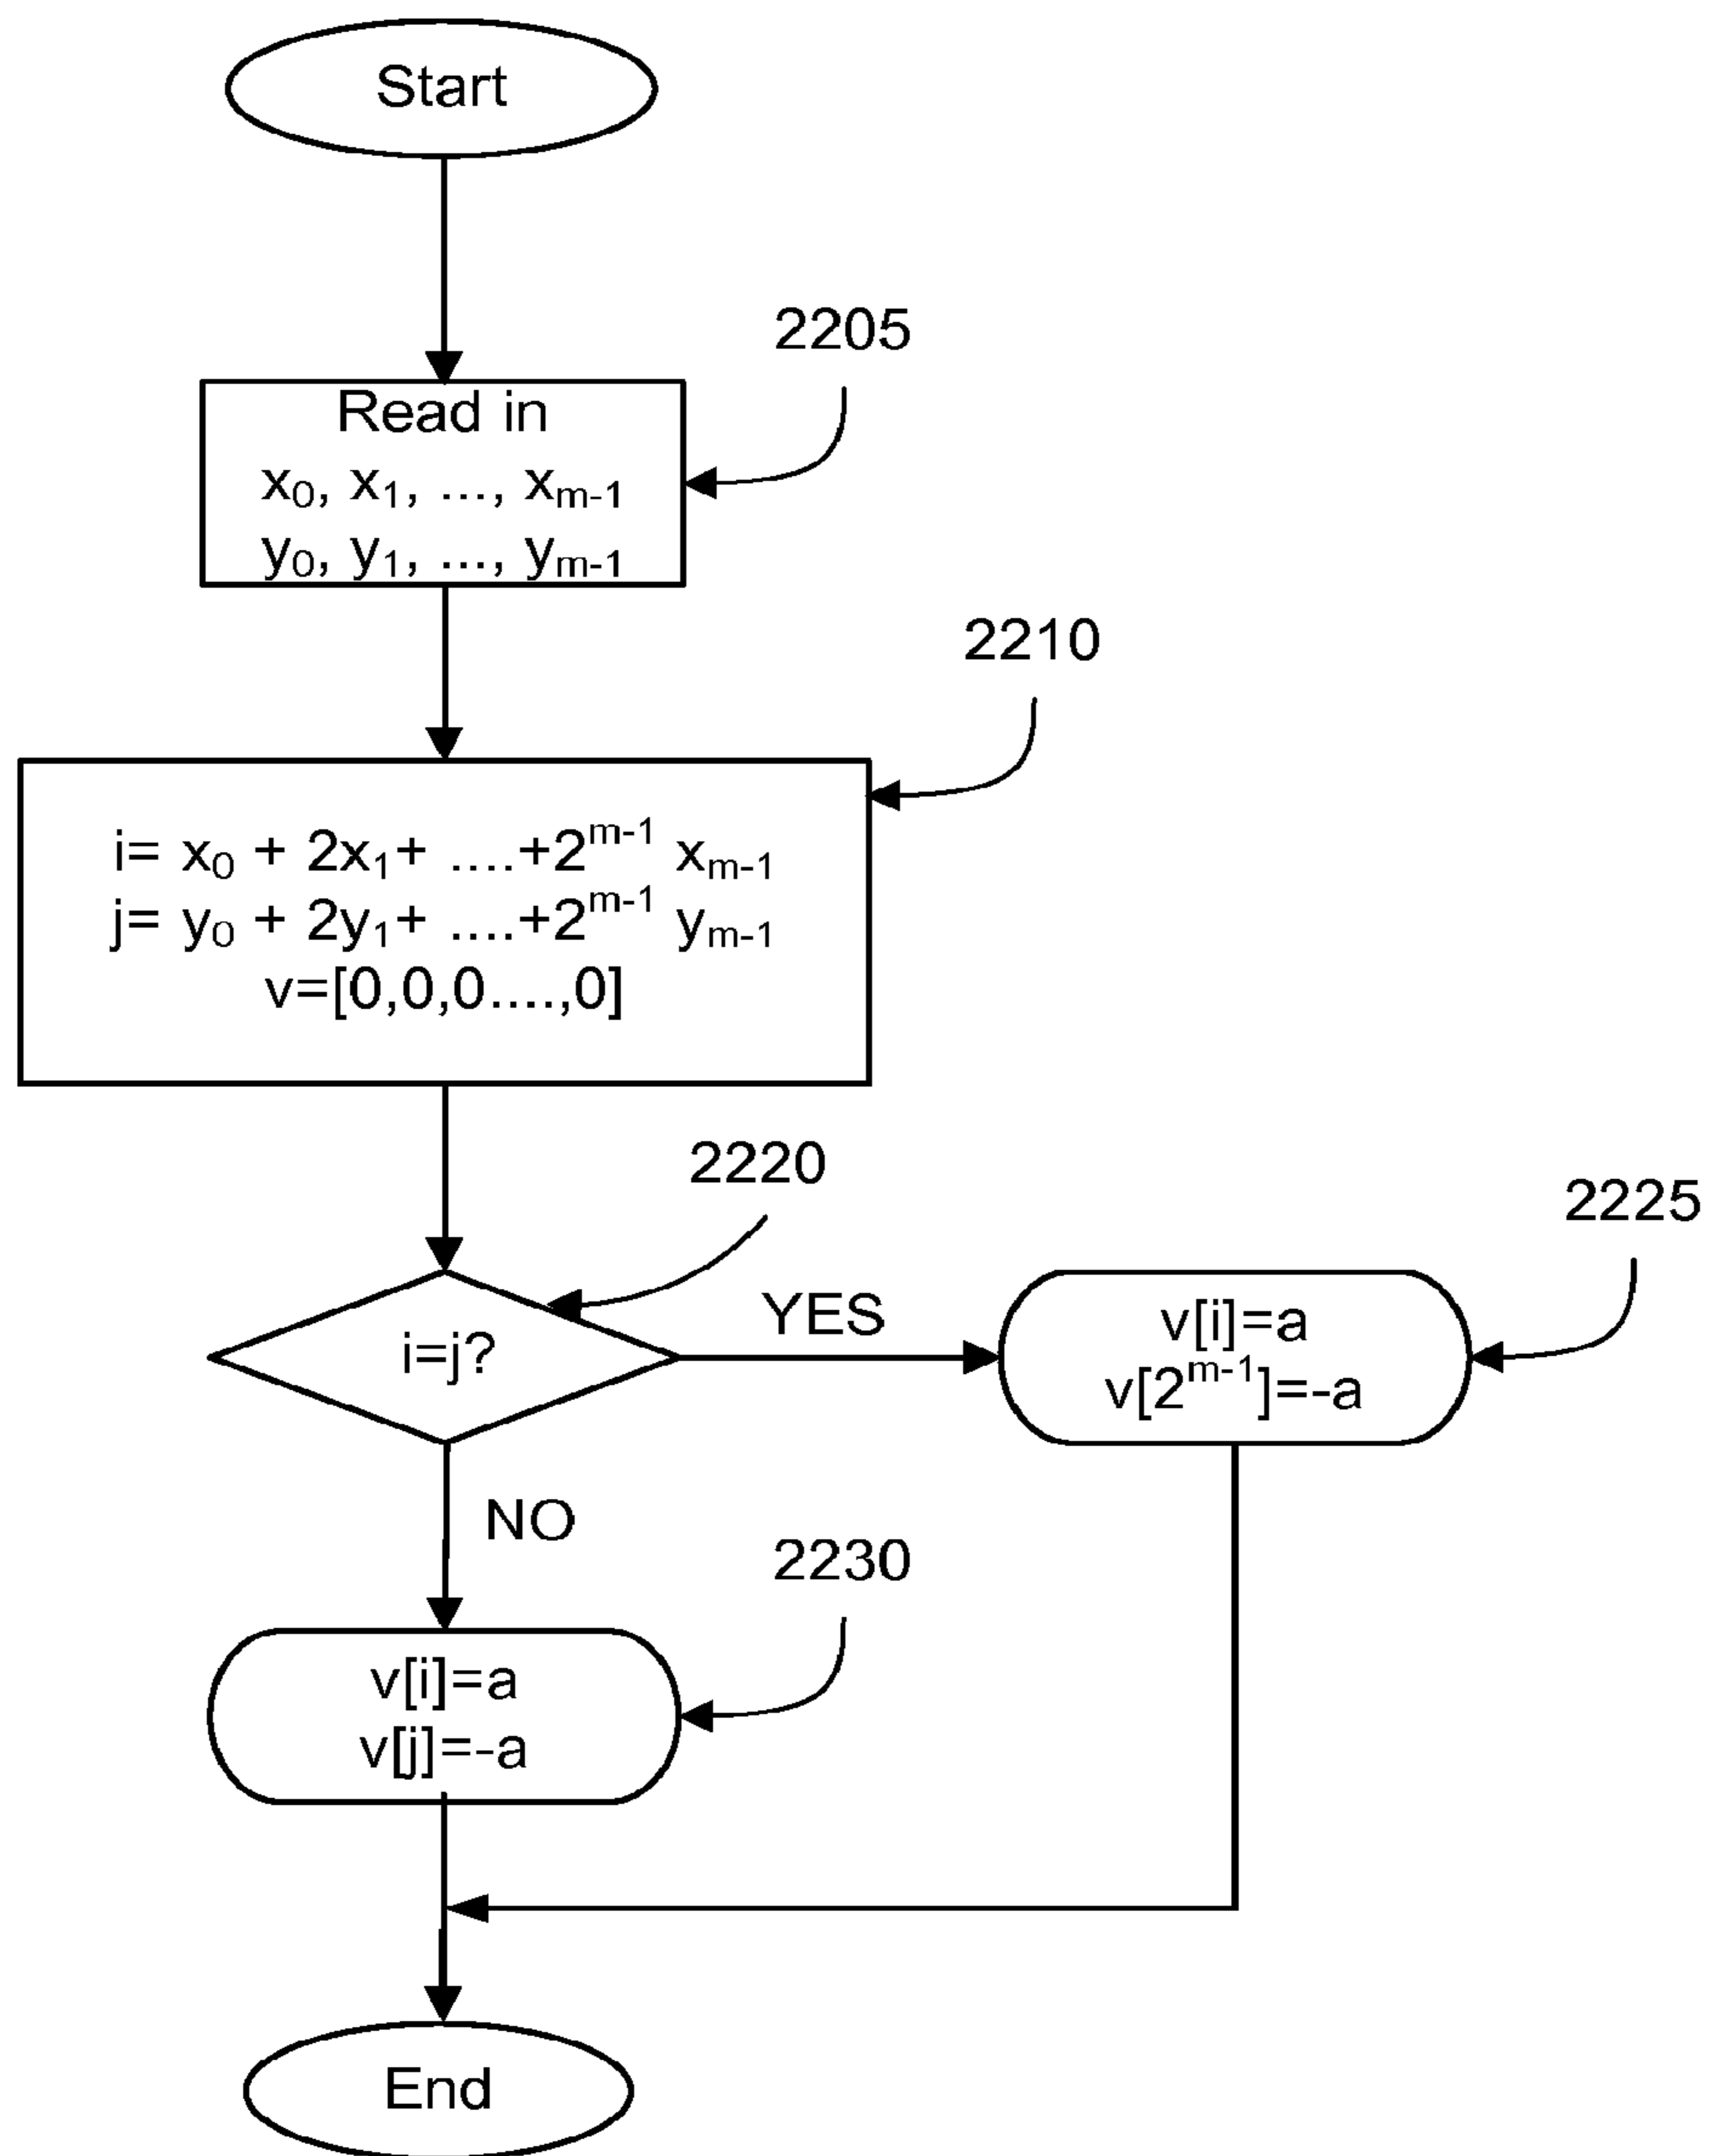 Start
2205
Read in
x₀, x₁, ..., xₘ₋₁
y₀, y₁, ..., yₘ₋₁
2210
i= x₀ + 2x₁+ ....+2ᵐ⁻¹ xₘ₋₁
j= y₀ + 2y₁+ ....+2ᵐ⁻¹ yₘ₋₁
v=[0,0,0....,0]
2220
2225
i=j?
YES
v[i]=a
v[2ᵐ⁻¹]=-a
NO
2230
v[i]=a
v[j]=-a
End